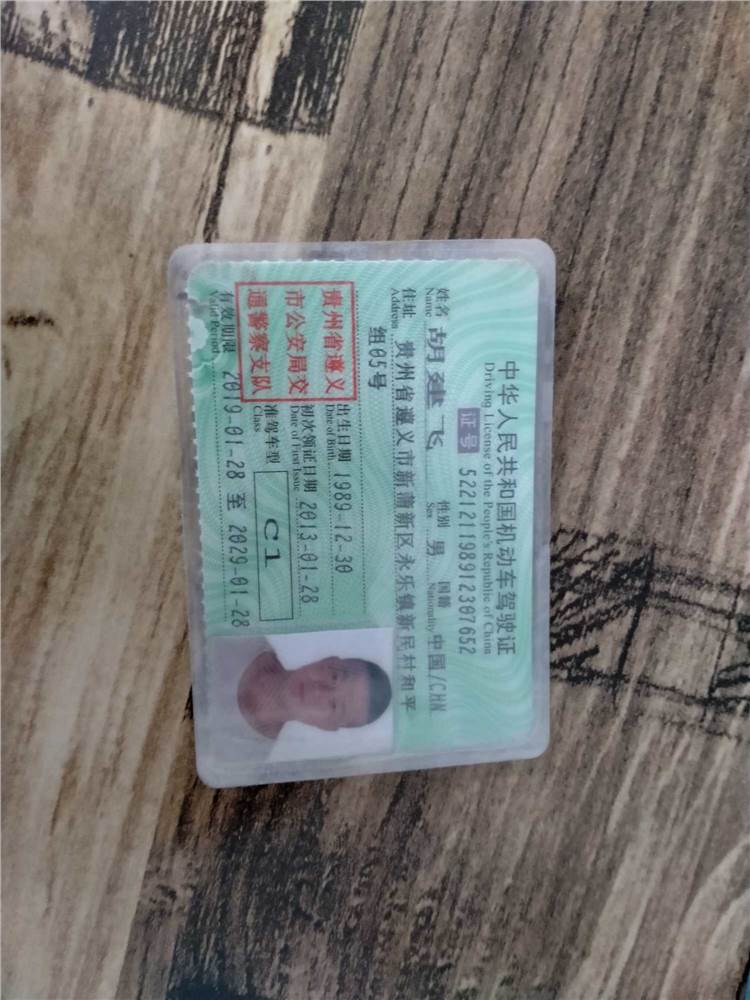 中华人民共和国机动车驾驶证
Driving License of the People's Republic of China
证号 522121198912307652
姓名 胡建飞 性别 男 国籍 中国/CHN
Name Sex Nationality
住址 贵州省遵义市新蒲新区永乐镇新民村和平
Address
组05号
贵州省遵义
市公安局交
通警察支队
出生日期 1989-12-30
Date of Birth
初次领证日期 2013-01-28
Date of First Issue
准驾车型 C1
Class
有效期限 2019-01-28 至 2029-01-28
Valid Period